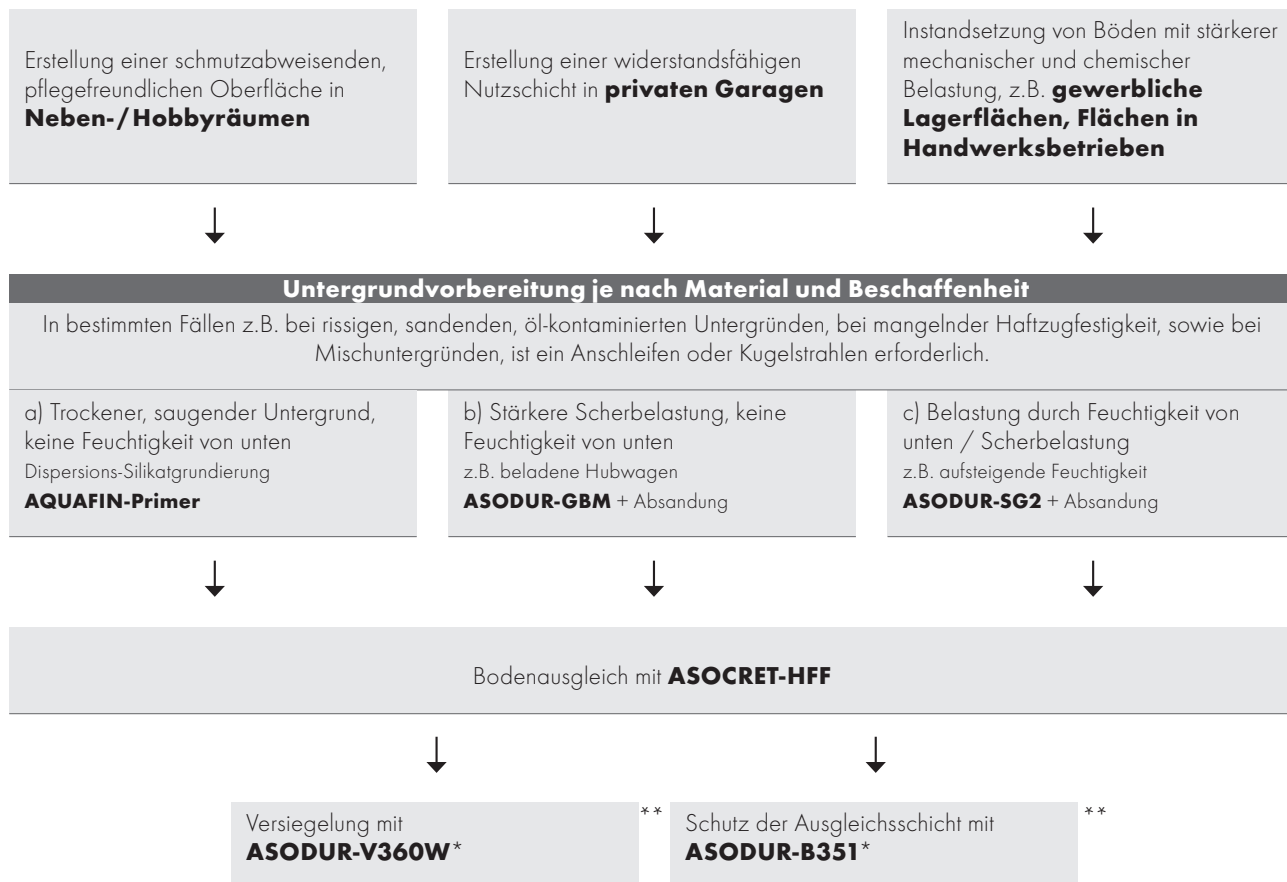 Erstellung einer schmutzabweisenden,
pflegefreundlichen Oberfläche in
Neben-/Hobbyräumen
Erstellung einer widerstandsfähigen
Nutzschicht in privaten Garagen
Instandsetzung von Böden mit stärkerer
mechanischer und chemischer
Belastung, z.B. gewerbliche
Lagerflächen, Flächen in
Handwerksbetrieben
Untergrundvorbereitung je nach Material und Beschaffenheit
In bestimmten Fällen z.B. bei rissigen, sandenden, öl-kontaminierten Untergründen, bei mangelnder Haftzugfestigkeit, sowie bei
Mischuntergründen, ist ein Anschleifen oder Kugelstrahlen erforderlich.
a) Trockener, saugender Untergrund,
keine Feuchtigkeit von unten
Dispersions-Silikatgrundierung
AQUAFIN-Primer
b) Stärkere Scherbelastung, keine
Feuchtigkeit von unten
z.B. beladene Hubwagen
ASODUR-GBM + Absandung
c) Belastung durch Feuchtigkeit von
unten / Scherbelastung
z.B. aufsteigende Feuchtigkeit
ASODUR-SG2 + Absandung
Bodenausgleich mit ASOCRET-HFF
Versiegelung mit
ASODUR-V360W*
**
Schutz der Ausgleichsschicht mit
ASODUR-B351*
**